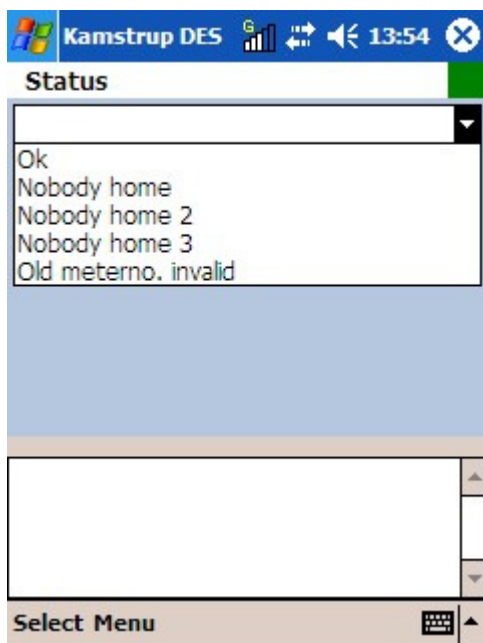 Kamstrup DES G 13:54
Status
Ok
Nobody home
Nobody home 2
Nobody home 3
Old meterno. invalid
Select Menu